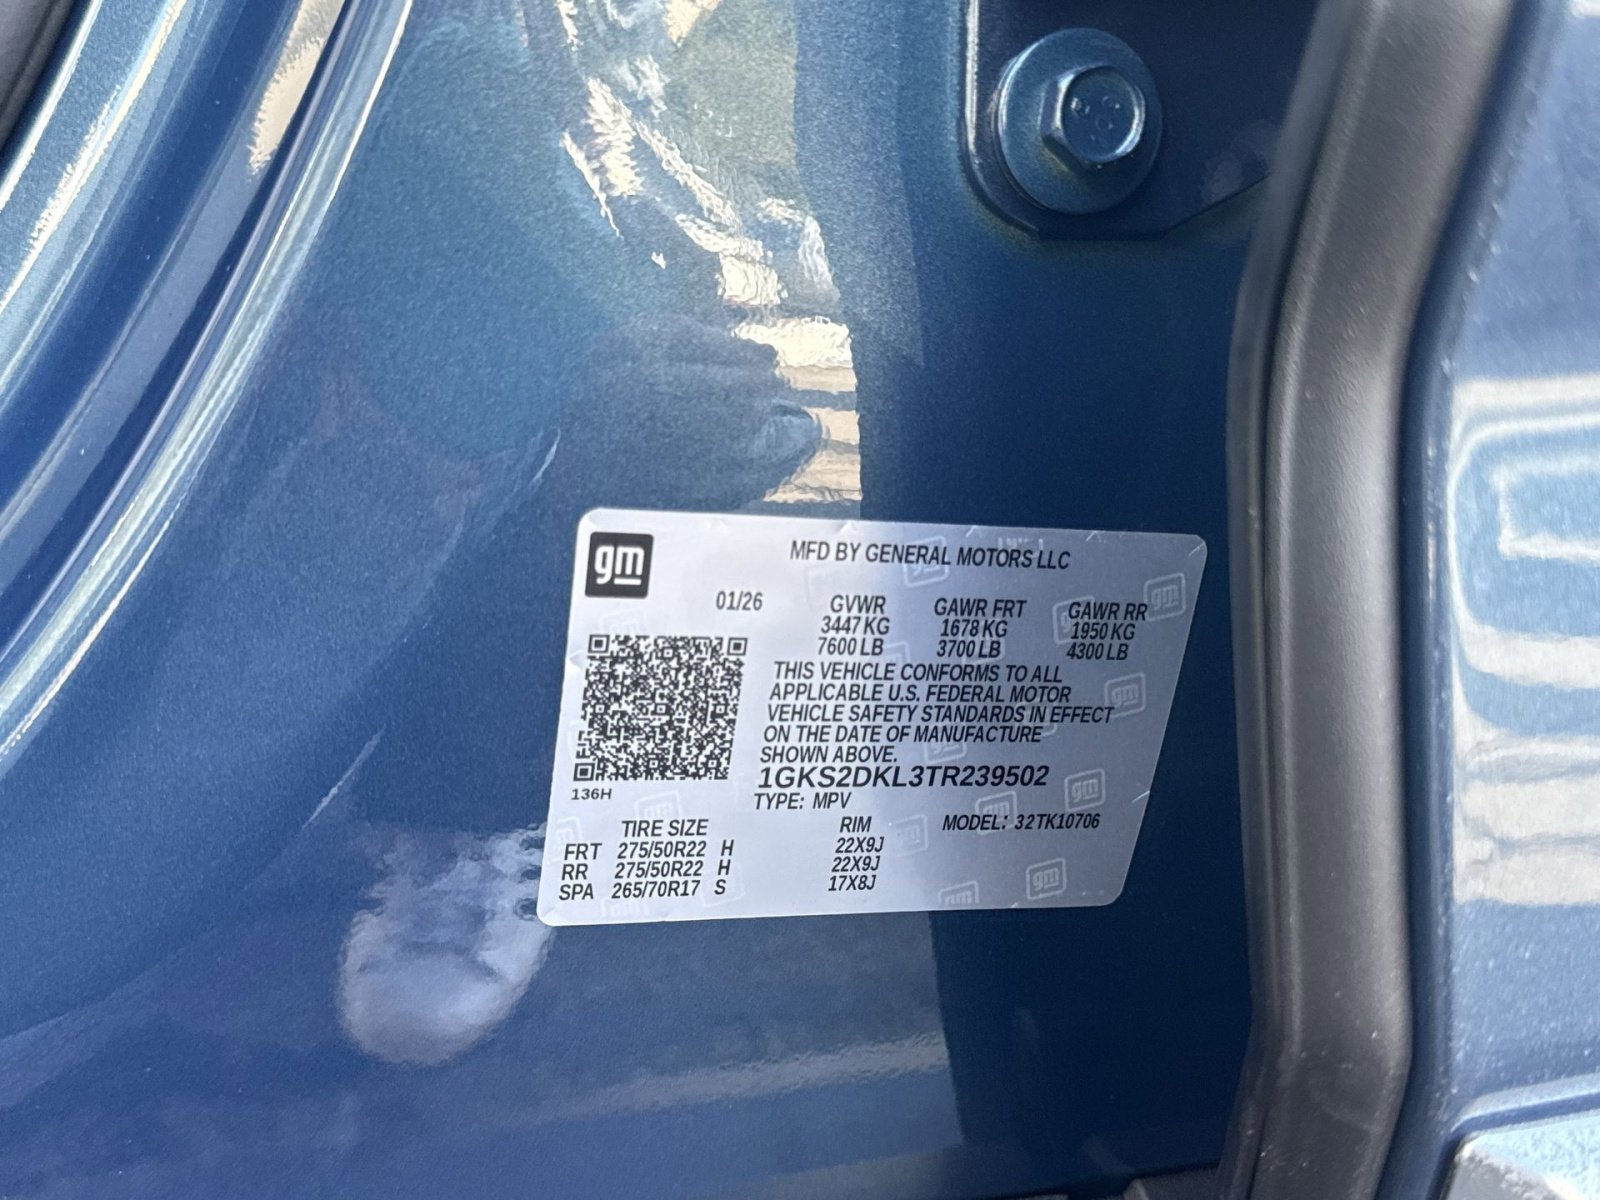 gm
MFD BY GENERAL MOTORS LLC
01/26
GVWR GAWR FRT GAWR RR
3447 KG 1678 KG 1950 KG
7600 LB 3700 LB 4300 LB
THIS VEHICLE CONFORMS TO ALL
APPLICABLE U.S. FEDERAL MOTOR
VEHICLE SAFETY STANDARDS IN EFFECT
ON THE DATE OF MANUFACTURE
SHOWN ABOVE.
1GKS2DKL3TR239502
136H
TYPE: MPV
TIRE SIZE RIM MODEL: 32TK10706
FRT 275/50R22 H 22X9J
RR 275/50R22 H 22X9J
SPA 265/70R17 S 17X8J